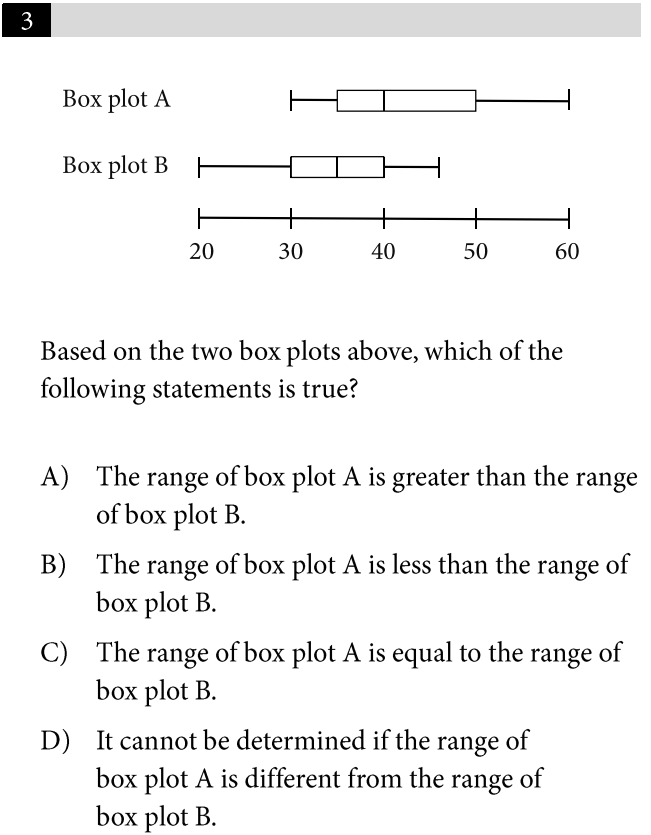 3
Box plot A
Box plot B
20 30 40 50 60
Based on the two box plots above, which of the
following statements is true?
A) The range of box plot A is greater than the range
of box plot B.
B) The range of box plot A is less than the range of
box plot B.
C) The range of box plot A is equal to the range of
box plot B.
D) It cannot be determined if the range of
box plot A is different from the range of
box plot B.